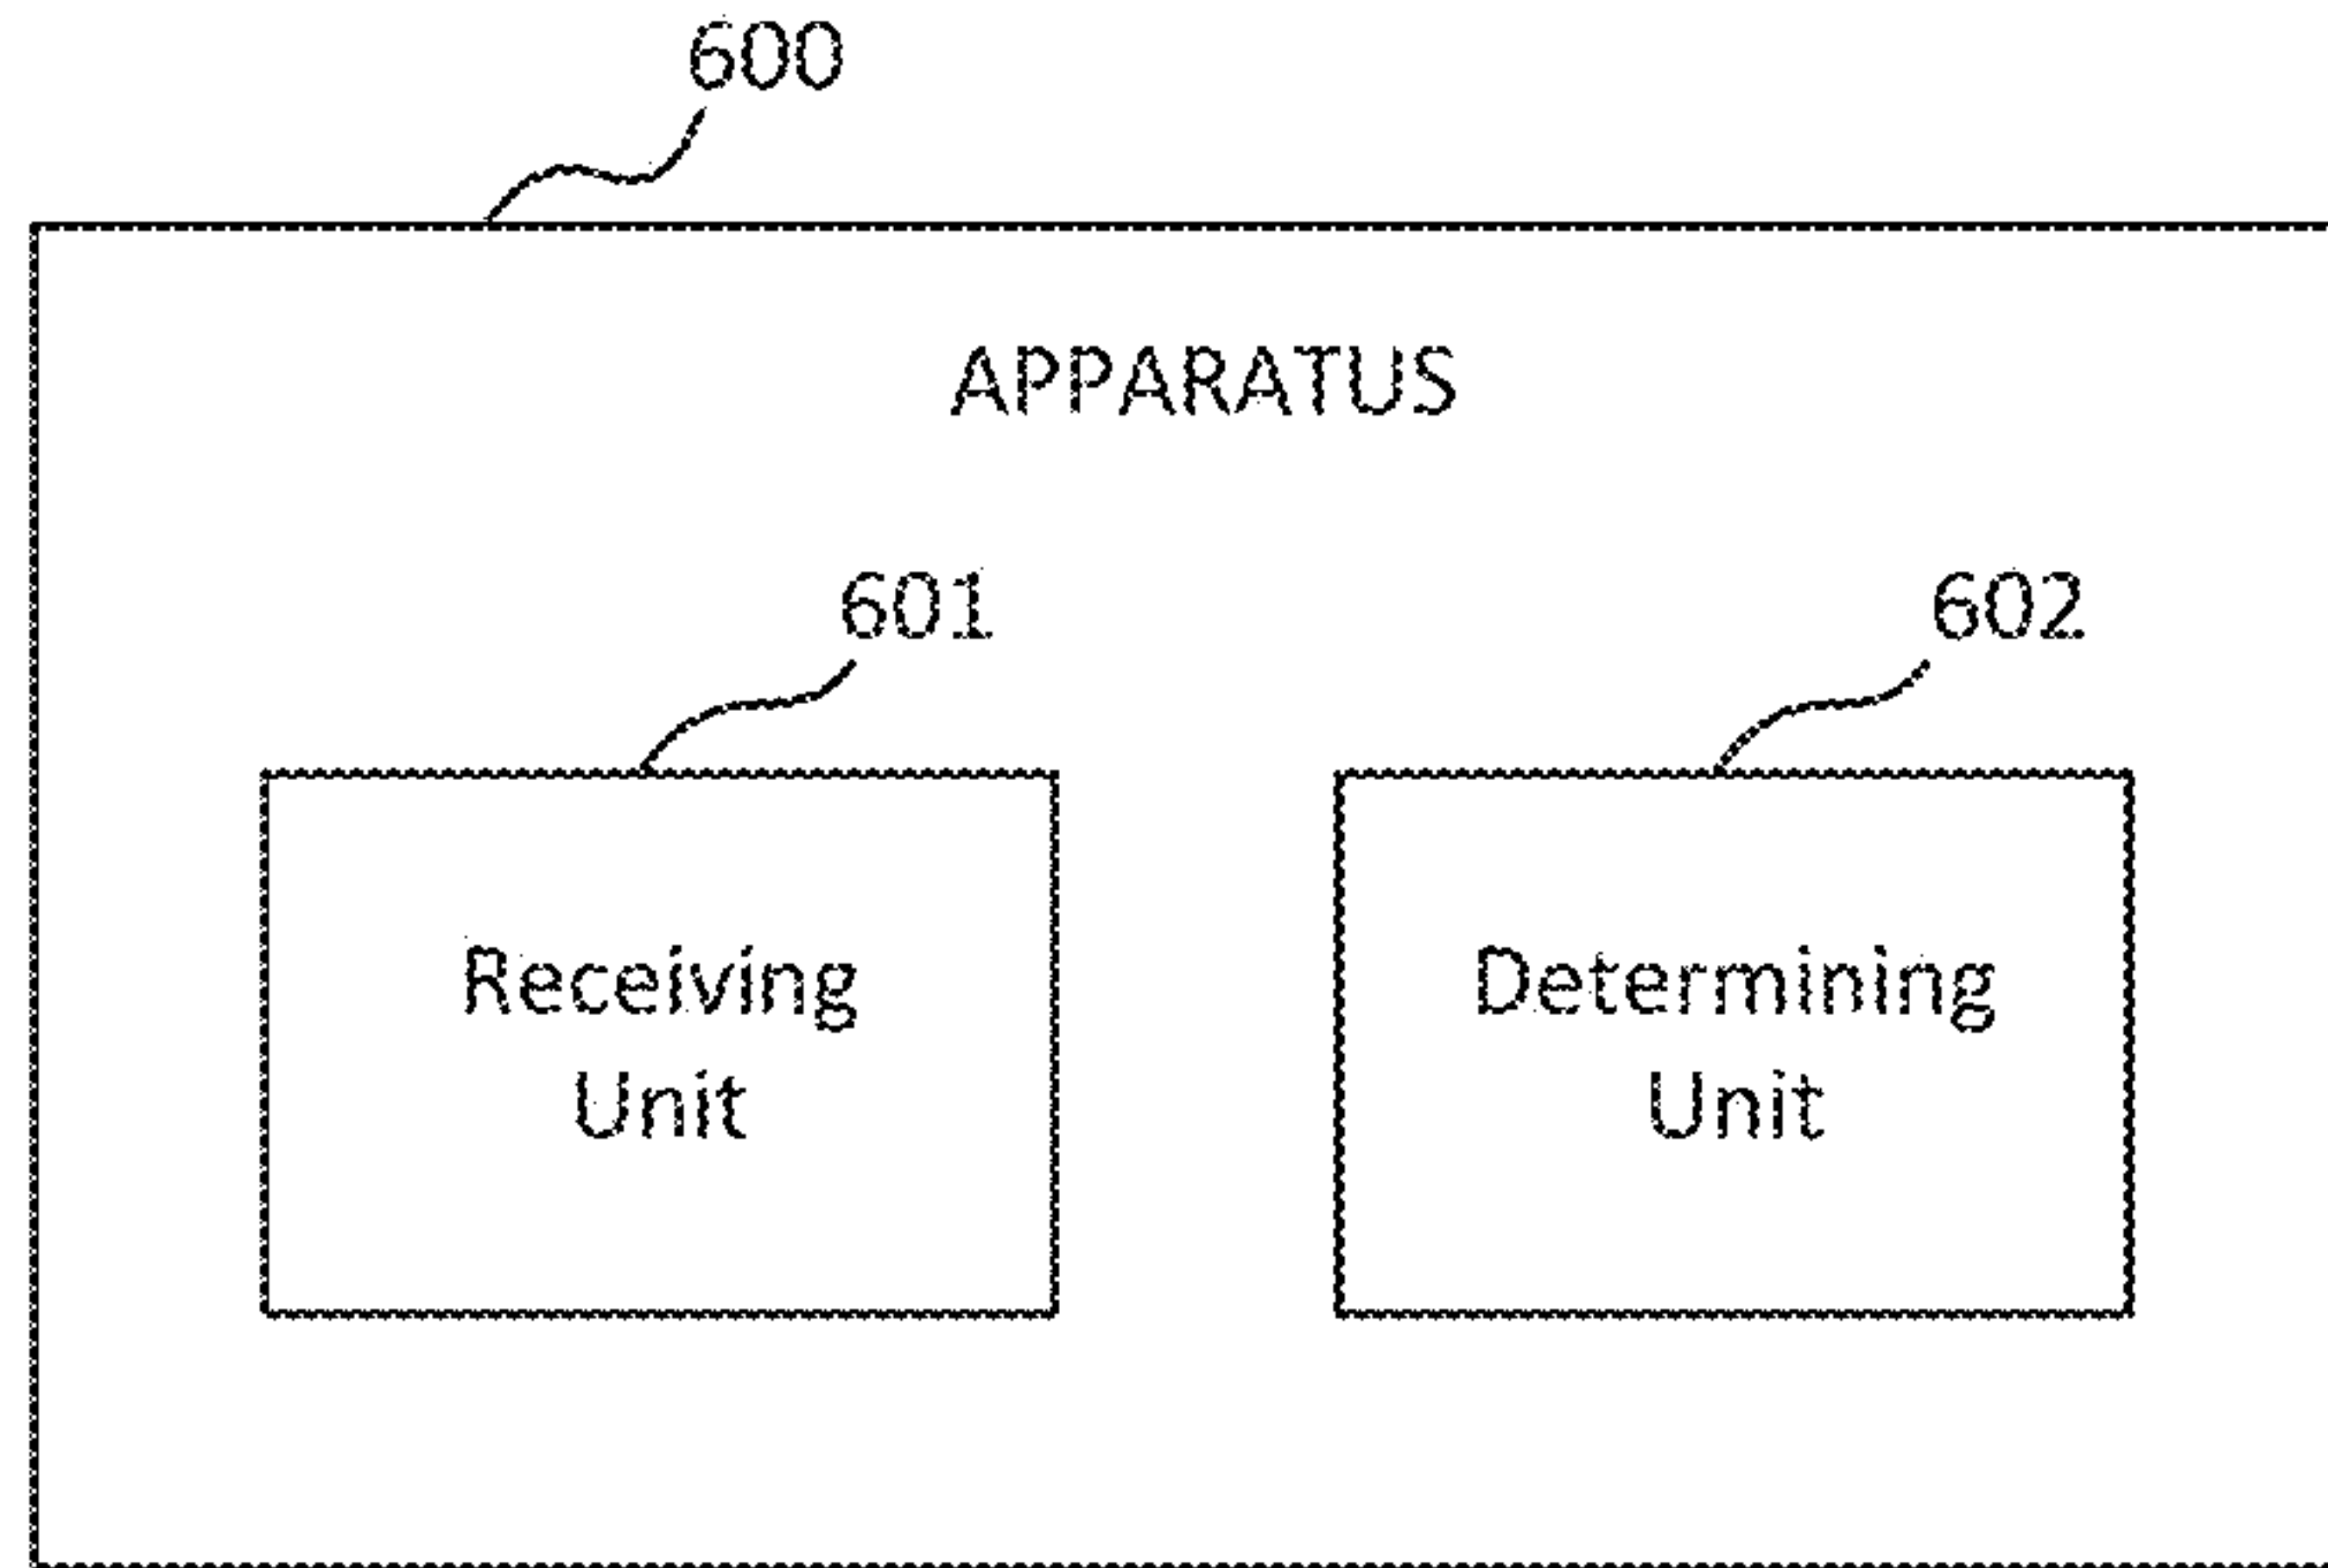 600
APPARATUS
601
602
Receiving
Unit
Determining
Unit